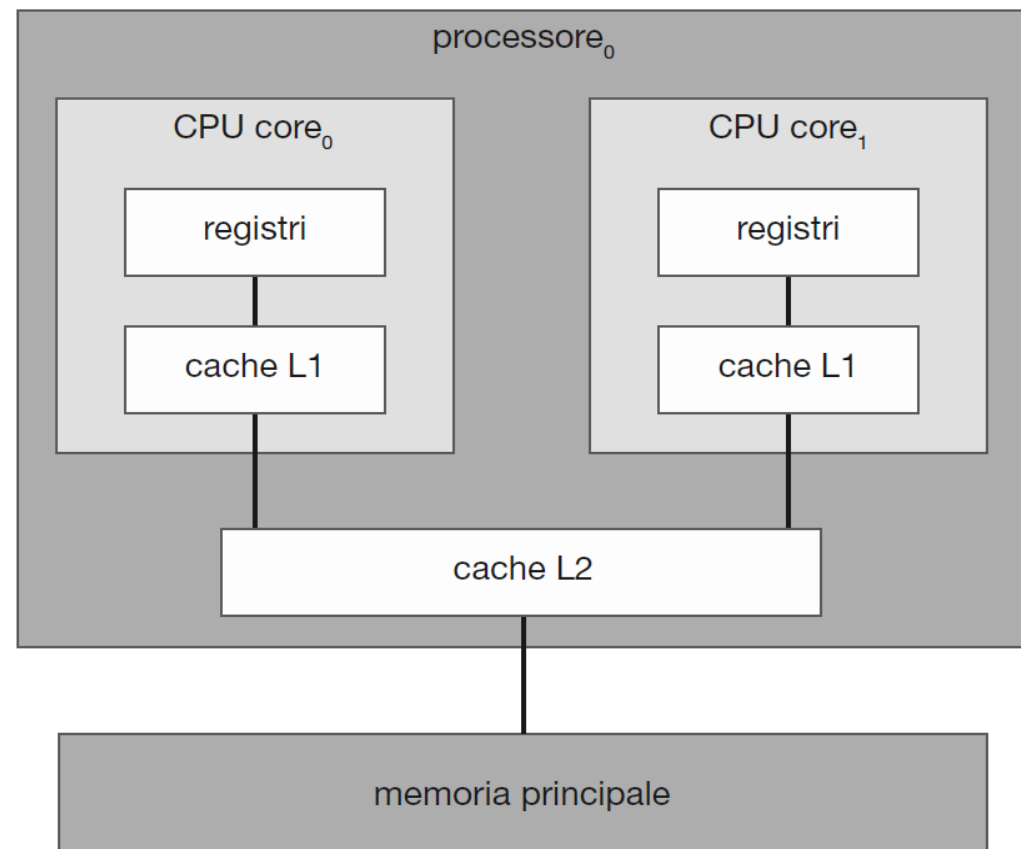 processore₀
CPU core₀
CPU core₁
registri
registri
cache L1
cache L1
cache L2
memoria principale